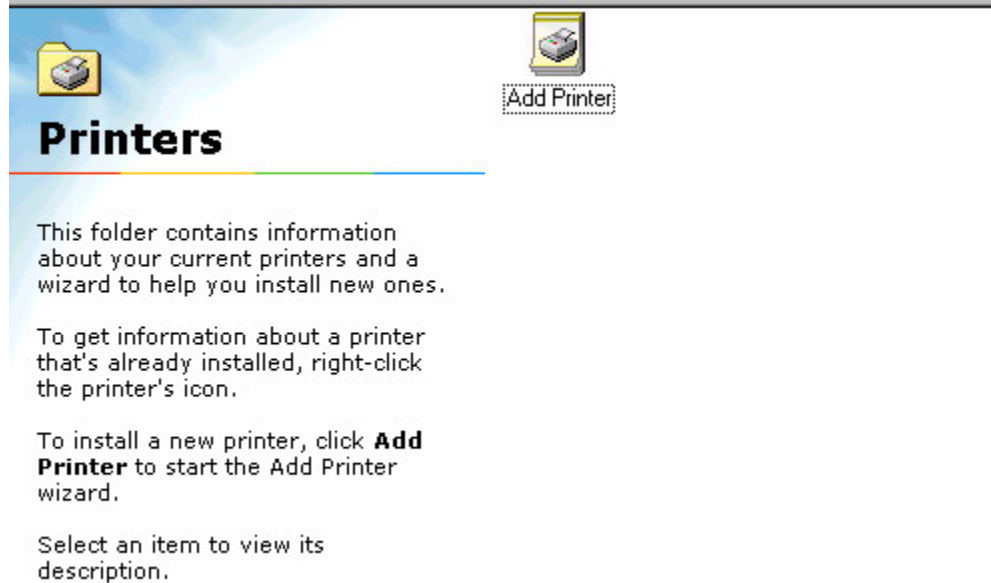 Printers
Add Printer
This folder contains information
about your current printers and a
wizard to help you install new ones.
To get information about a printer
that's already installed, right-click
the printer's icon.
To install a new printer, click Add
Printer to start the Add Printer
wizard.
Select an item to view its
description.